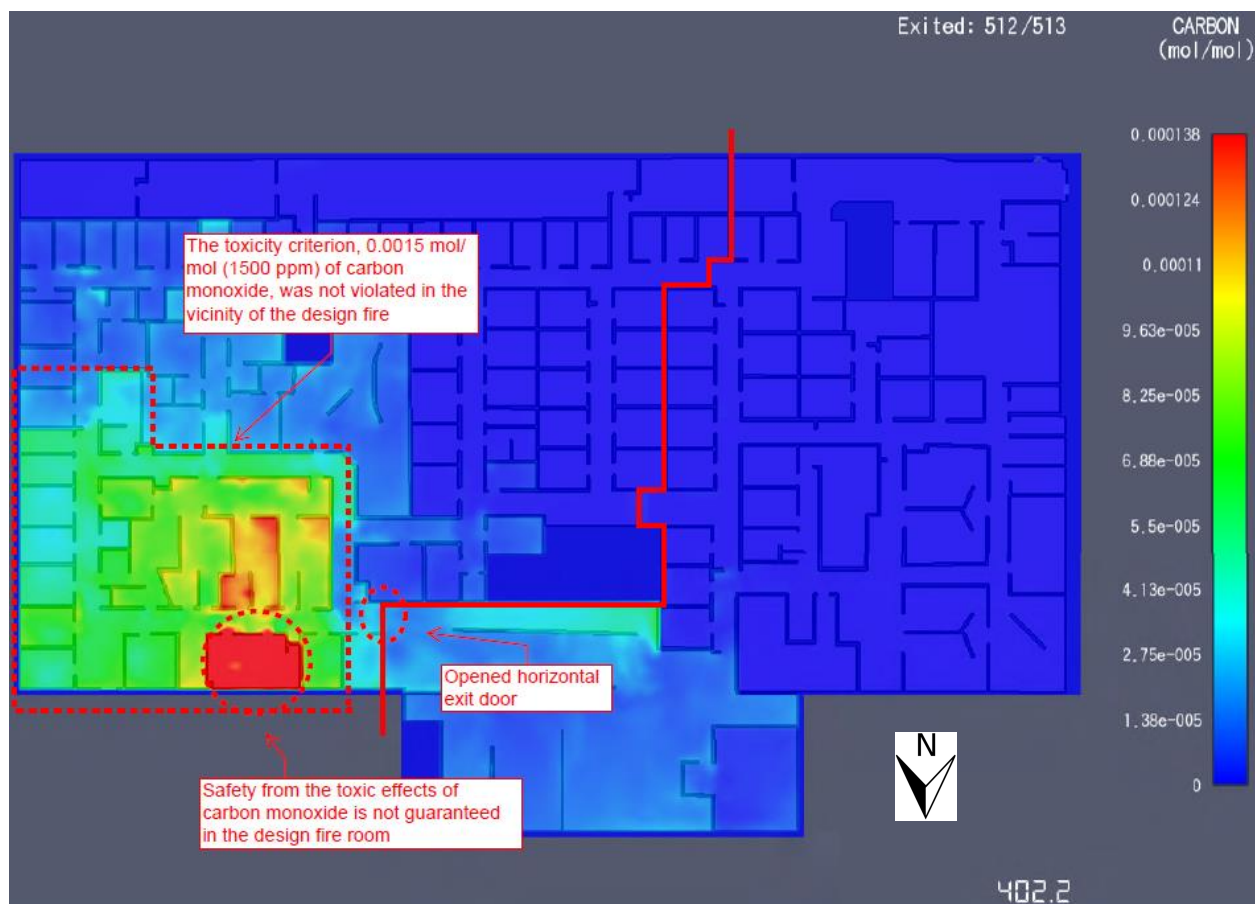 Exited: 512/513
CARBON
(mol/mol)
0.000138
0.000124
0.00011
9.63e-005
8.25e-005
6.88e-005
5.5e-005
4.13e-005
2.75e-005
1.38e-005
0
The toxicity criterion, 0.0015 mol/
mol (1500 ppm) of carbon
monoxide, was not violated in the
vicinity of the design fire
Opened horizontal
exit door
Safety from the toxic effects of
carbon monoxide is not guaranteed
in the design fire room
N
402.2